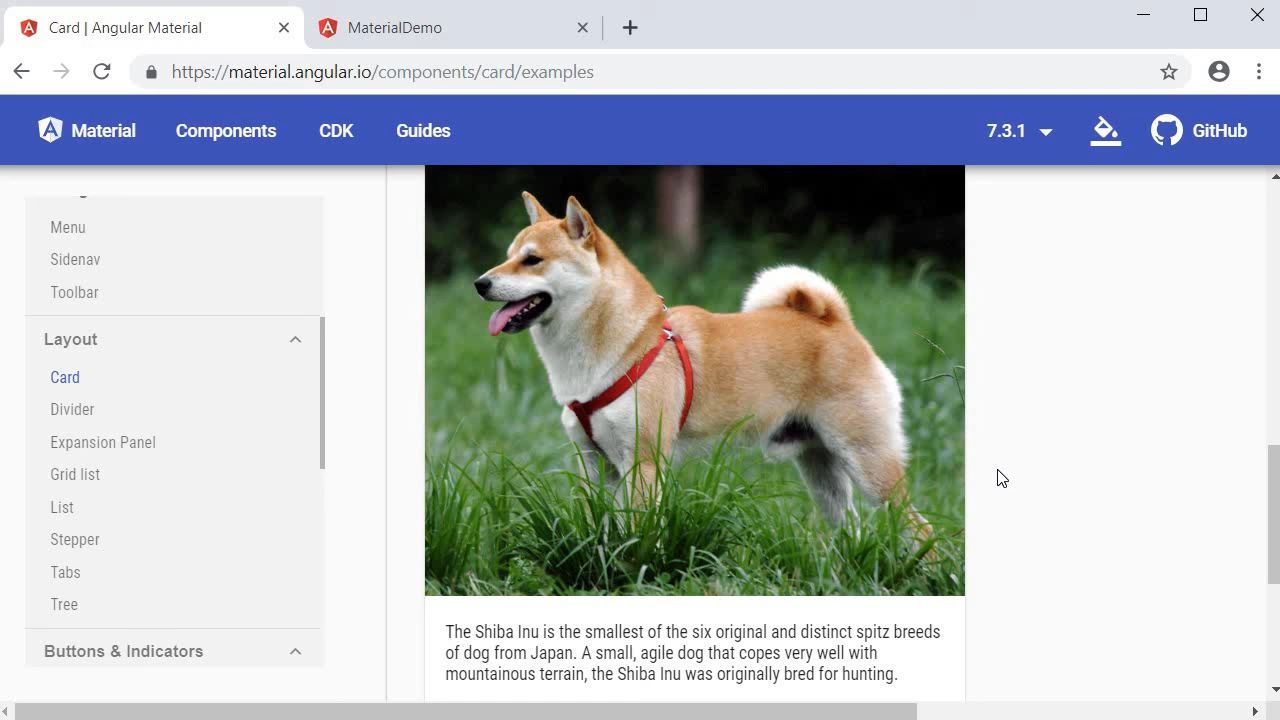 Card | Angular Material
MaterialDemo
https://material.angular.io/components/card/examples
Material
Components
CDK
Guides
7.3.1
GitHub
Menu
Sidenav
Toolbar
Layout
Card
Divider
Expansion Panel
Grid list
List
Stepper
Tabs
Tree
Buttons & Indicators
The Shiba Inu is the smallest of the six original and distinct spitz breeds
of dog from Japan. A small, agile dog that copes very well with
mountainous terrain, the Shiba Inu was originally bred for hunting.